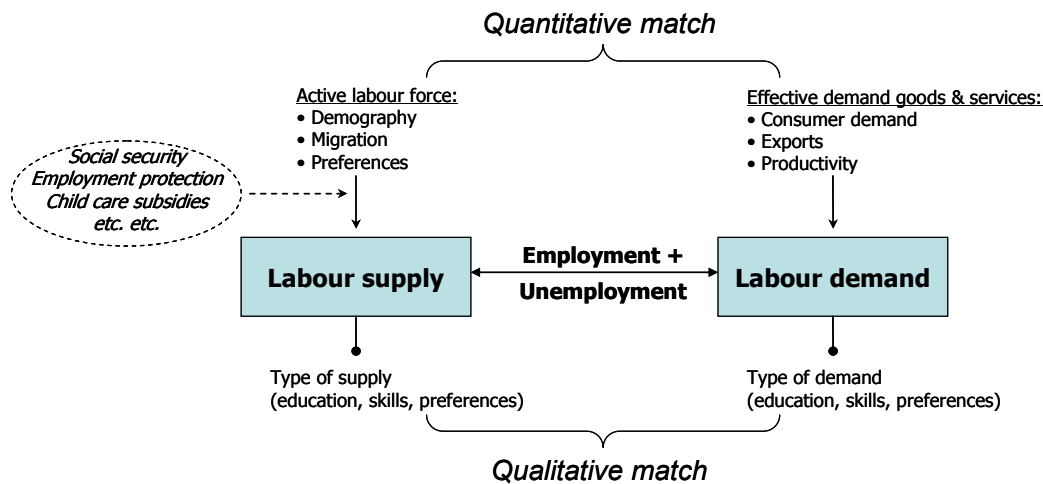 Quantitative match
Active labour force:
• Demography
• Migration
• Preferences
Effective demand goods & services:
• Consumer demand
• Exports
• Productivity
Social security
Employment protection
Child care subsidies
etc. etc.
Labour supply
Employment +
Unemployment
Labour demand
Type of supply
(education, skills, preferences)
Type of demand
(education, skills, preferences)
Qualitative match